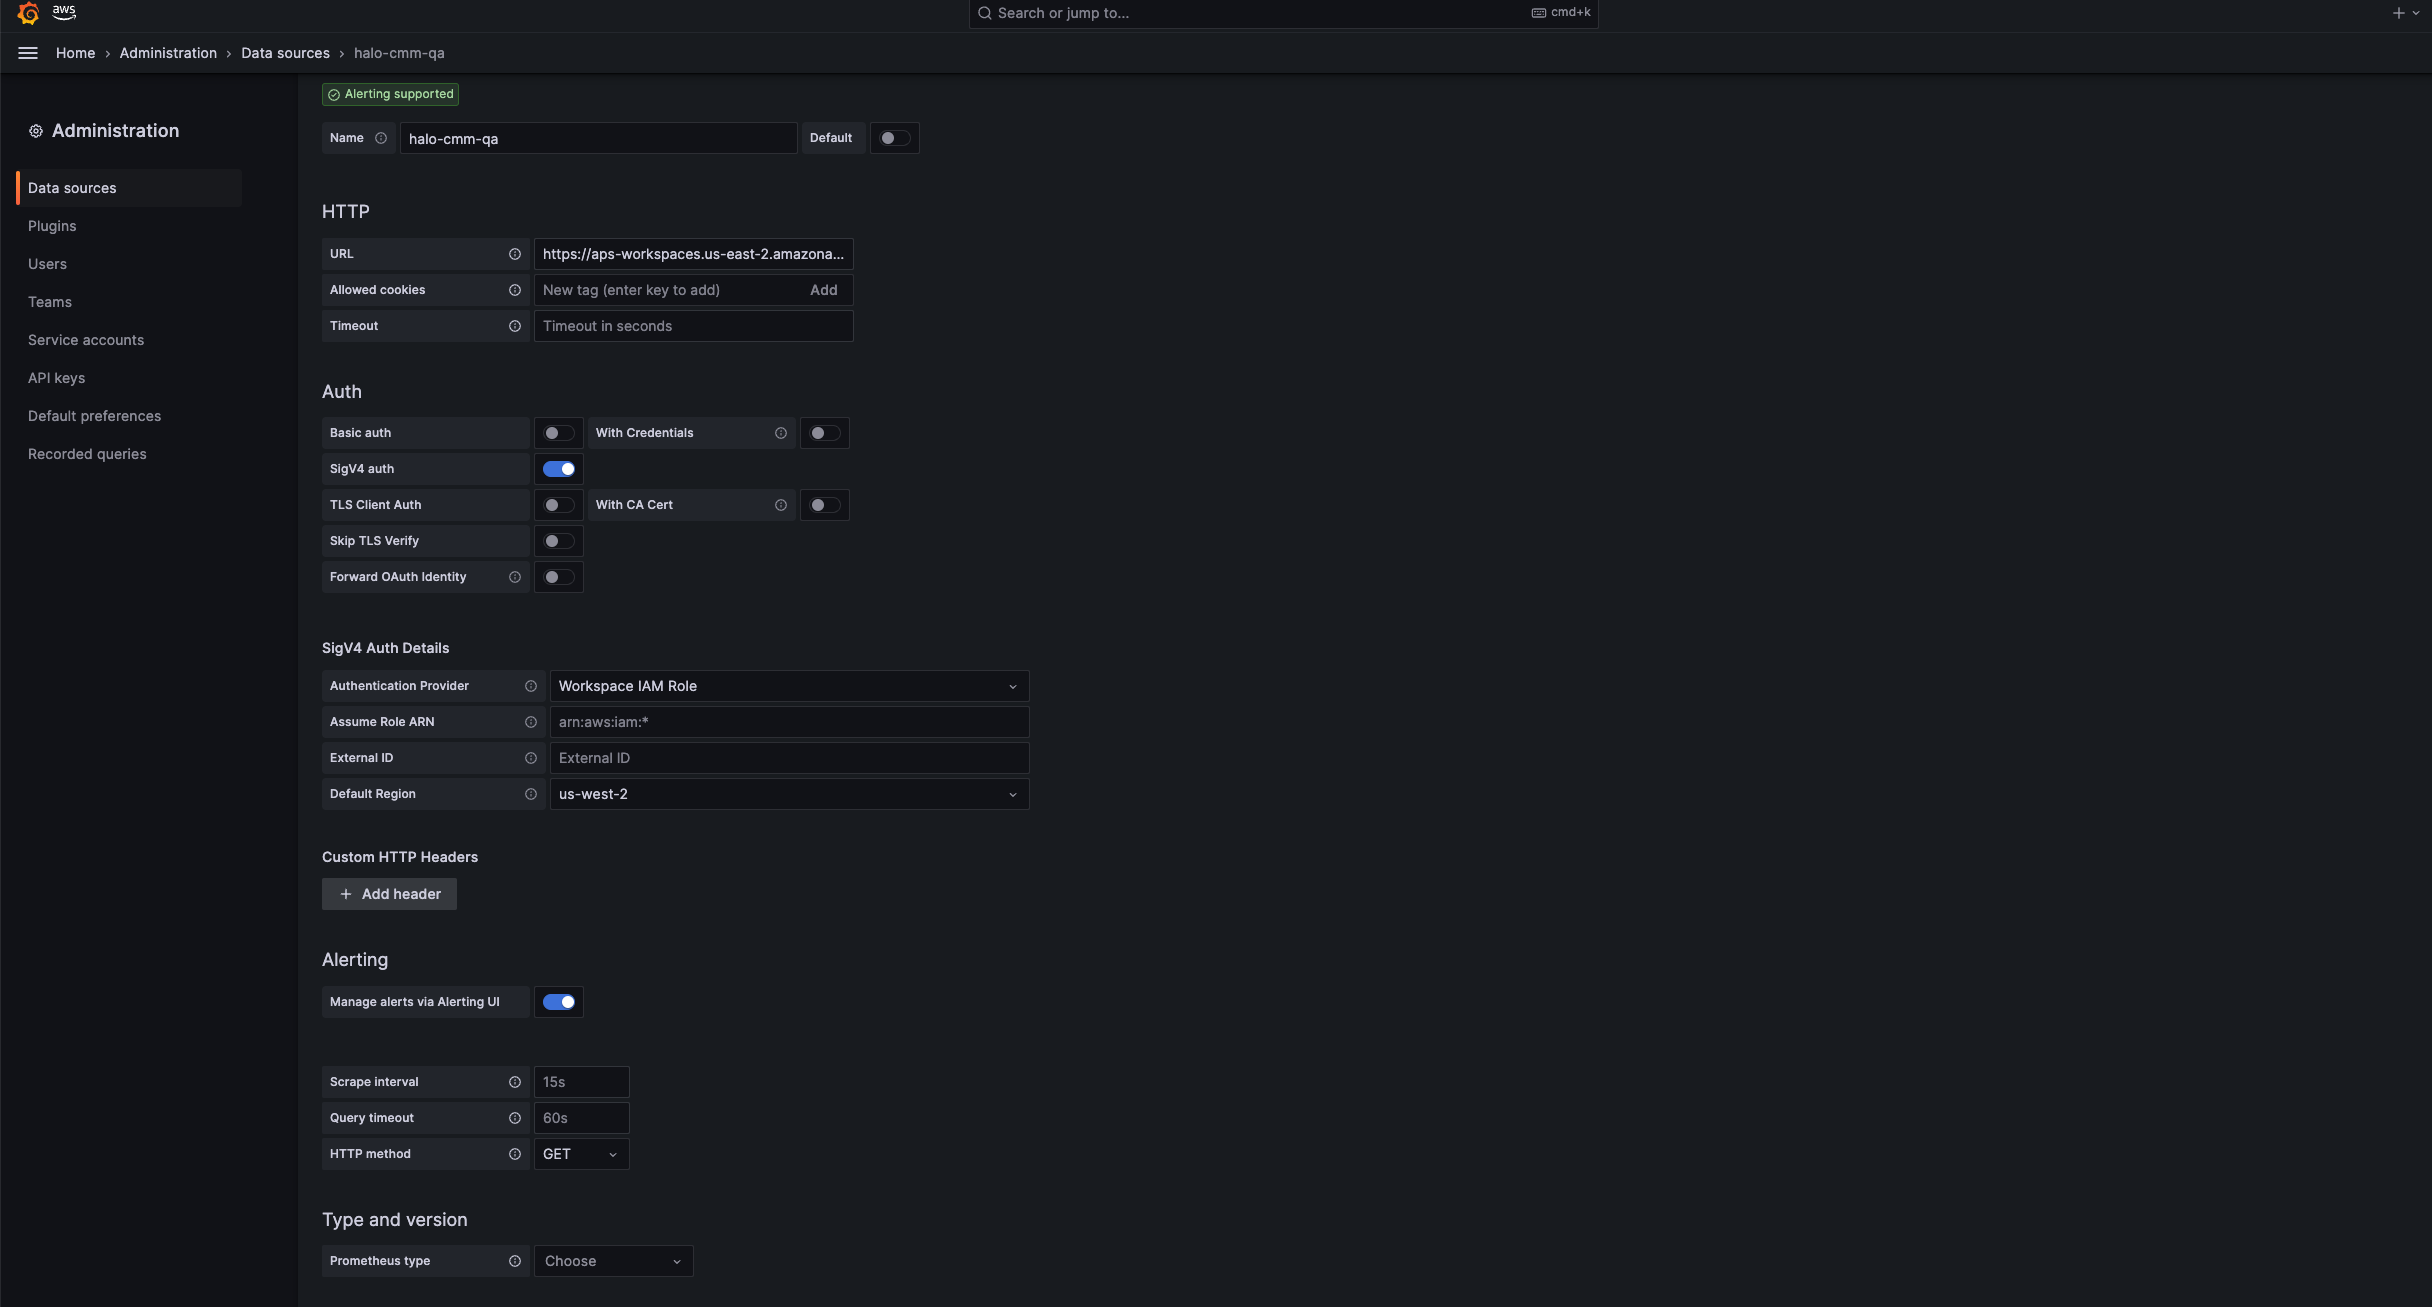 aws
Search or jump to...
cmd+k
Home › Administration › Data sources › halo-cmm-qa
Administration
Data sources
Plugins
Users
Teams
Service accounts
API keys
Default preferences
Recorded queries
Alerting supported
Name halo-cmm-qa Default
HTTP
URL https://aps-workspaces.us-east-2.amazona...
Allowed cookies New tag (enter key to add) Add
Timeout Timeout in seconds
Auth
Basic auth With Credentials
SigV4 auth
TLS Client Auth With CA Cert
Skip TLS Verify
Forward OAuth Identity
SigV4 Auth Details
Authentication Provider Workspace IAM Role
Assume Role ARN arn:aws:iam:*
External ID External ID
Default Region us-west-2
Custom HTTP Headers
+ Add header
Alerting
Manage alerts via Alerting UI
Scrape interval 15s
Query timeout 60s
HTTP method GET
Type and version
Prometheus type Choose